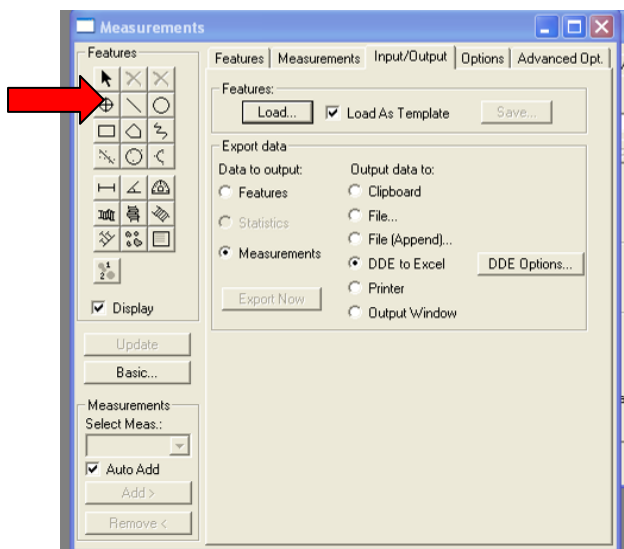 Measurements
Features
Features Measurements Input/Output Options Advanced Opt.
Features:
Load... Load As Template Save...
Export data
Data to output: Output data to:
Features Clipboard
Statistics File...
File (Append)...
Measurements DDE to Excel DDE Options...
Export Now Printer
Output Window
1
2
Display
Update
Basic...
Measurements
Select Meas.:
Auto Add
Add >
Remove <